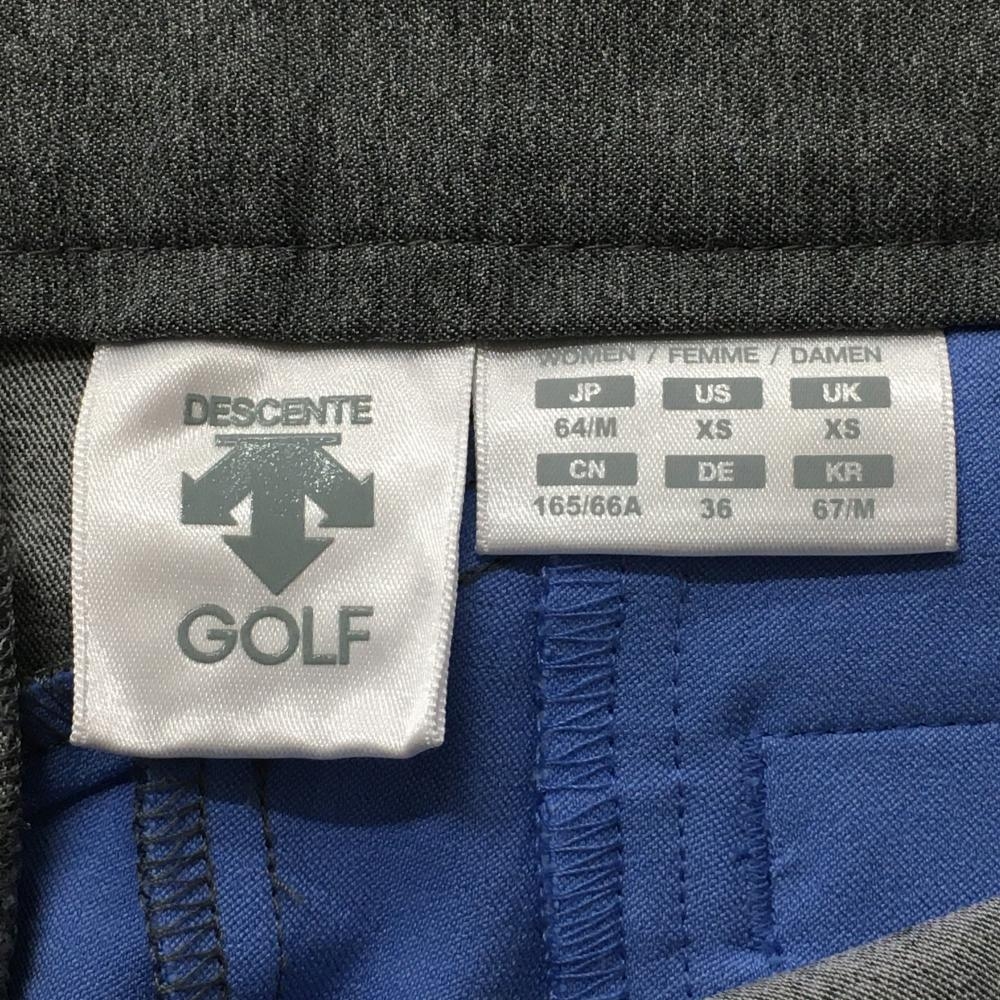 DESCENTE
GOLF
WOMEN / FEMME / DAMEN
JP US UK
64/M XS XS
CN DE KR
165/66A 36 67/M